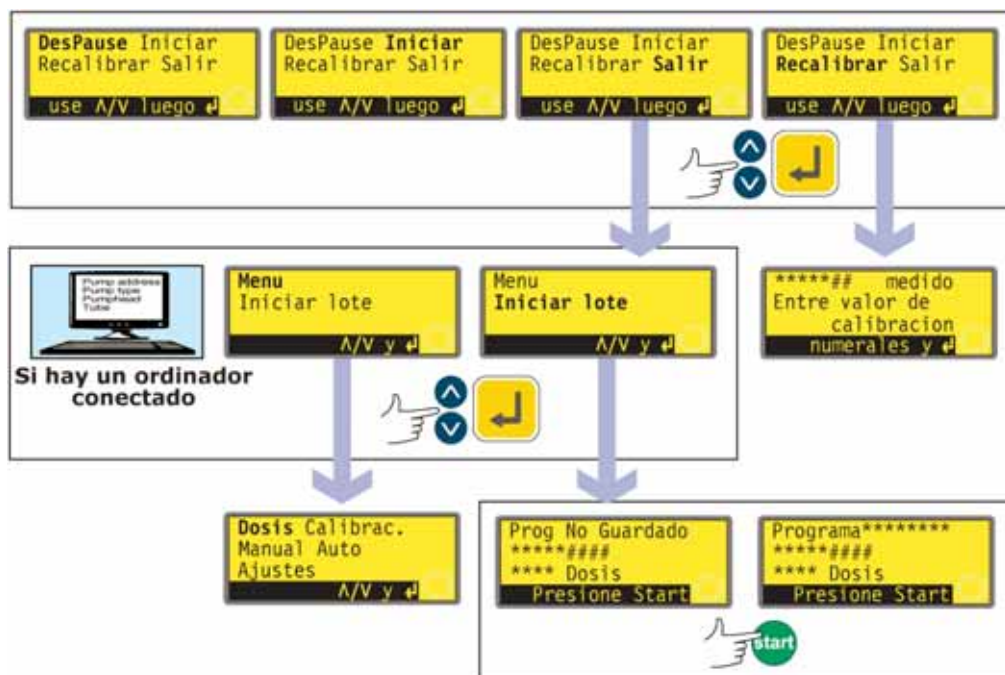 DesPause Iniciar
Recalibrar Salir
use Λ/V luego ↲
DesPause Iniciar
Recalibrar Salir
use Λ/V luego ↲
DesPause Iniciar
Recalibrar Salir
use Λ/V luego ↲
DesPause Iniciar
Recalibrar Salir
use Λ/V luego ↲
Pump address
Pump type
Pumphead
Tube
Si hay un ordinador
conectado
Menu
Iniciar lote
Λ/V y ↲
Menu
Iniciar lote
Λ/V y ↲
*****## medido
Entre valor de
calibracion
numerales y ↲
Dosis Calibrac.
Manual Auto
Ajustes
Λ/V y ↲
Prog No Guardado
*****####
**** Dosis
Presione Start
Programa********
*****####
**** Dosis
Presione Start
start